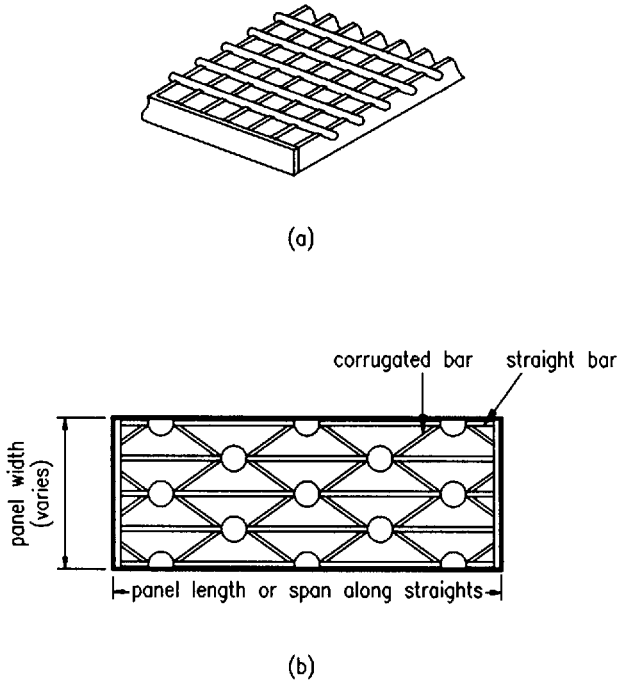 (a)
corrugated bar
straight bar
panel width
(varies)
panel length or span along straights
(b)